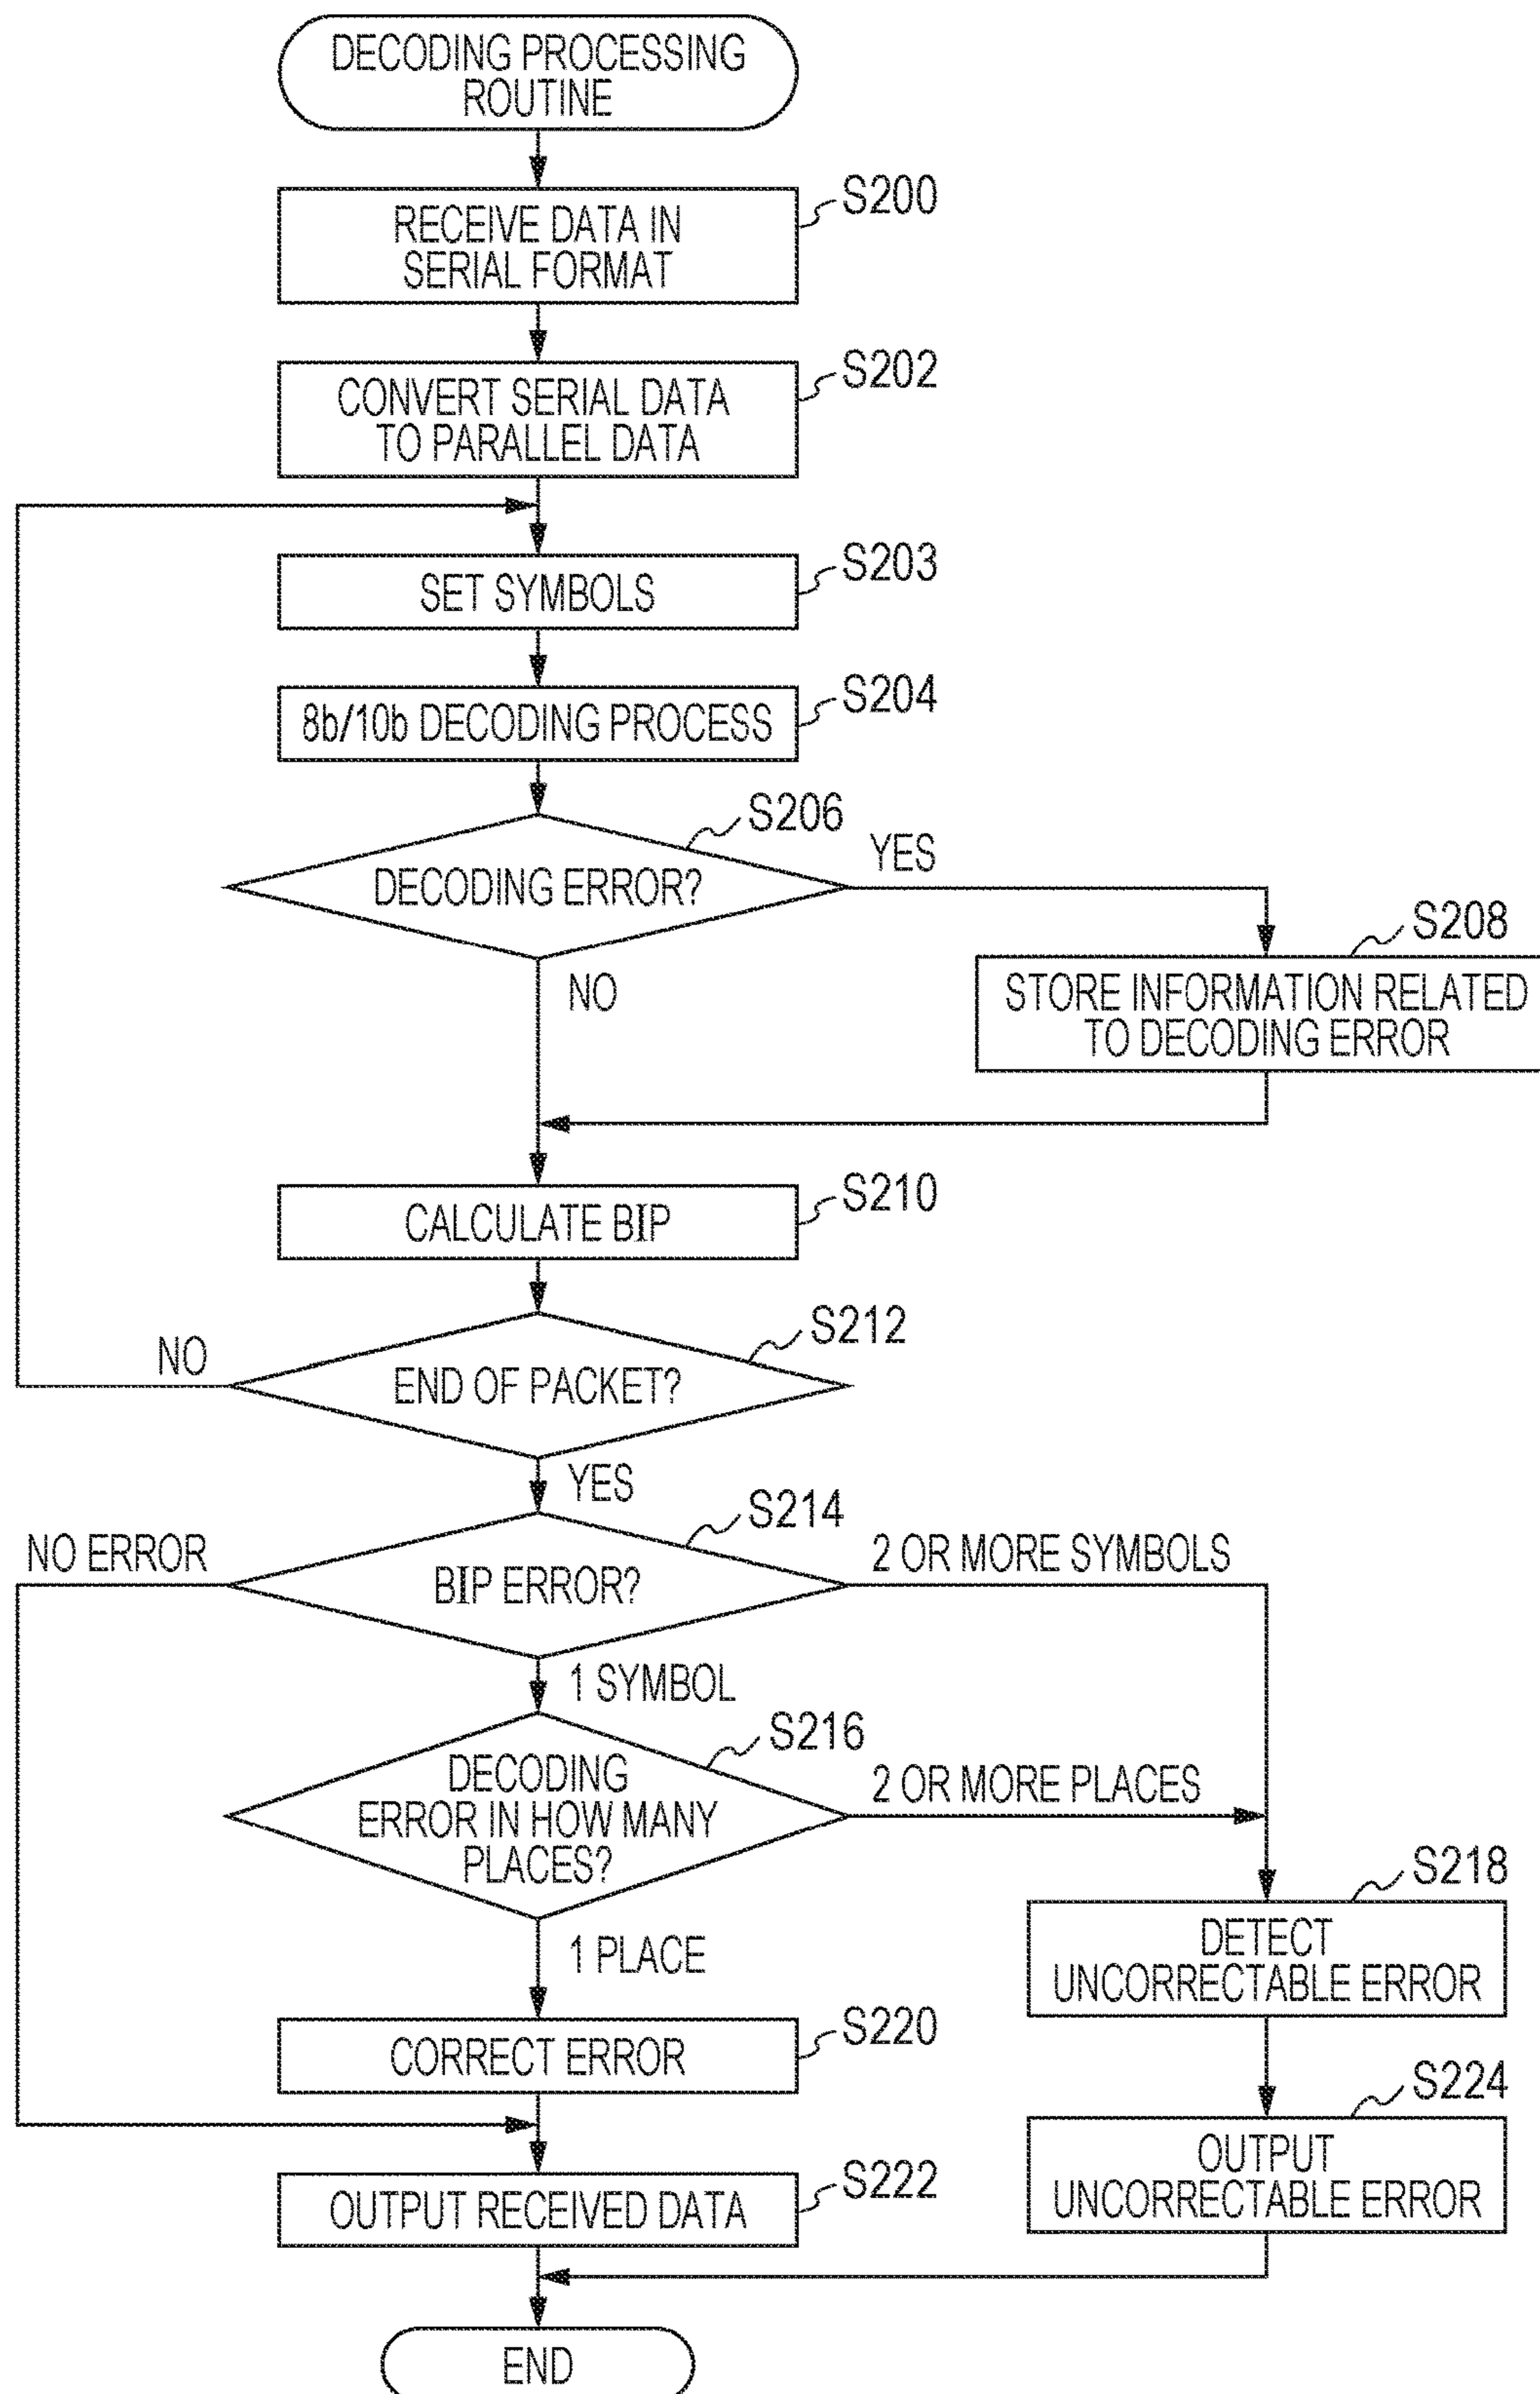 DECODING PROCESSING
ROUTINE
S200
RECEIVE DATA IN
SERIAL FORMAT
S202
CONVERT SERIAL DATA
TO PARALLEL DATA
S203
SET SYMBOLS
S204
8b/10b DECODING PROCESS
S206
DECODING ERROR?
YES
NO
S208
STORE INFORMATION RELATED
TO DECODING ERROR
S210
CALCULATE BIP
S212
END OF PACKET?
NO
YES
S214
BIP ERROR?
NO ERROR
2 OR MORE SYMBOLS
1 SYMBOL
S216
DECODING
ERROR IN HOW MANY
PLACES?
2 OR MORE PLACES
1 PLACE
S218
DETECT
UNCORRECTABLE ERROR
S220
CORRECT ERROR
S224
OUTPUT
UNCORRECTABLE ERROR
S222
OUTPUT RECEIVED DATA
END